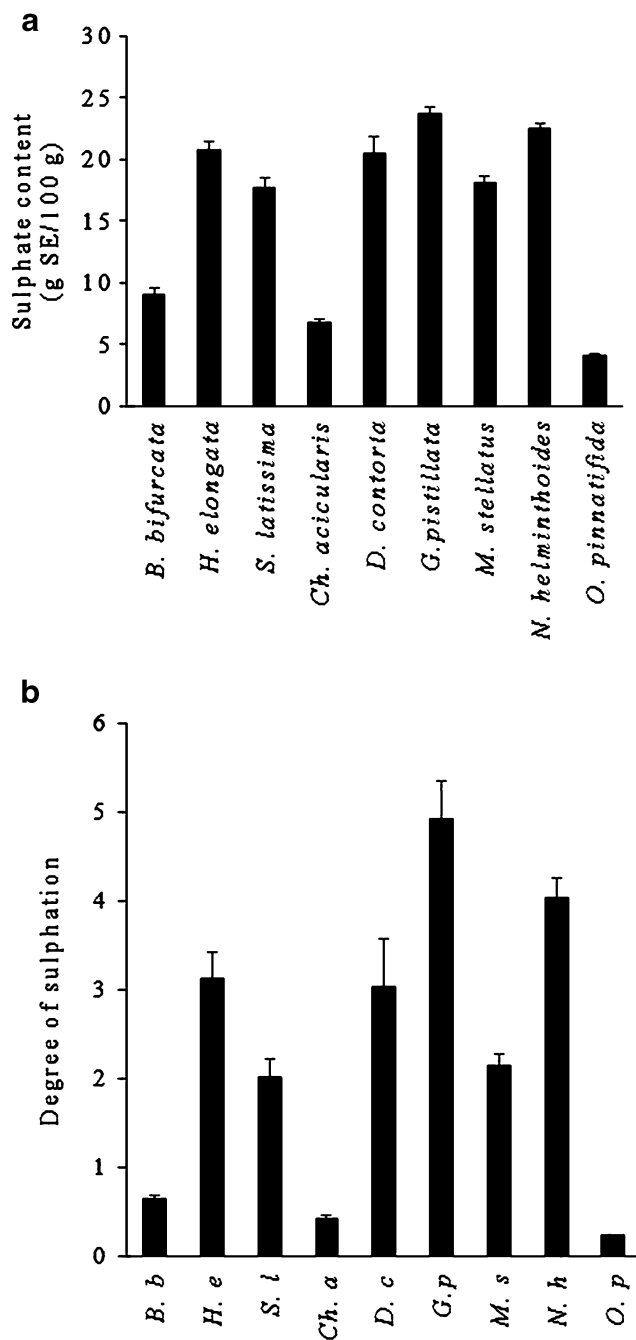 a
Sulphate content
(g SE/100 g)
30
25
20
15
10
5
0
B. bifurcata
H. elongata
S. latissima
Ch. acicularis
D. contorta
G.pistillata
M. stellatus
N. helminthoides
O. pinnatifida
b
Degree of sulphation
6
5
4
3
2
1
0
B. b
H. e
S. l
Ch. a
D. c
G.p
M. s
N. h
O. p